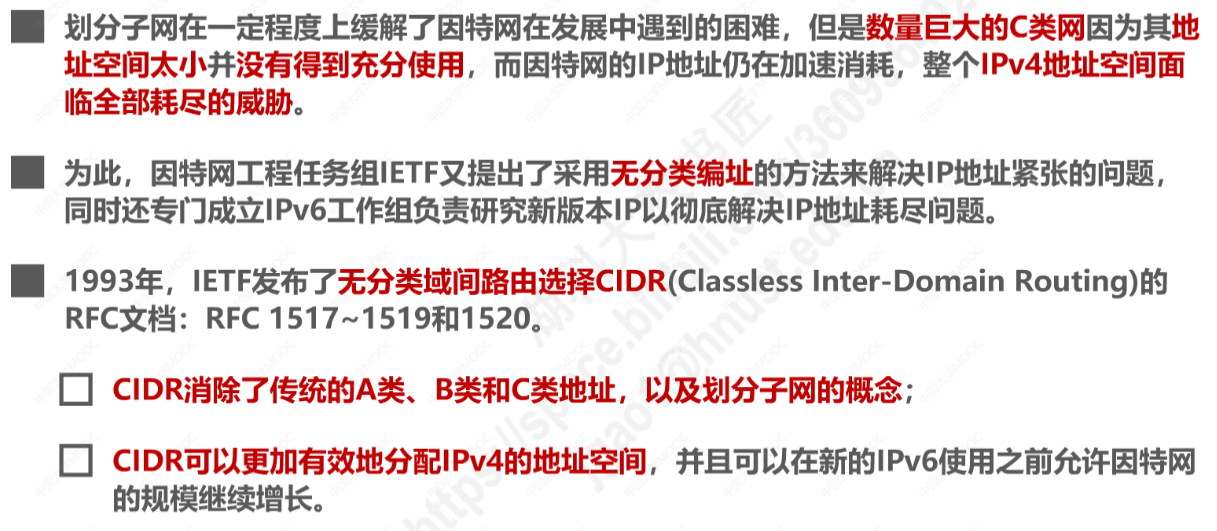 划分子网在一定程度上缓解了因特网在发展中遇到的困难，但是数量巨大的C类网因为其地
址空间太小并没有得到充分使用，而因特网的IP地址仍在加速消耗，整个IPv4地址空间面
临全部耗尽的威胁。
为此，因特网工程任务组IETF又提出了采用无分类编址的方法来解决IP地址紧张的问题，
同时还专门成立IPv6工作组负责研究新版本IP以彻底解决IP地址耗尽问题。
1993年，IETF发布了无分类域间路由选择CIDR(Classless Inter-Domain Routing)的
RFC文档：RFC 1517~1519和1520。
CIDR消除了传统的A类、B类和C类地址，以及划分子网的概念；
CIDR可以更加有效地分配IPv4的地址空间，并且可以在新的IPv6使用之前允许因特网
的规模继续增长。